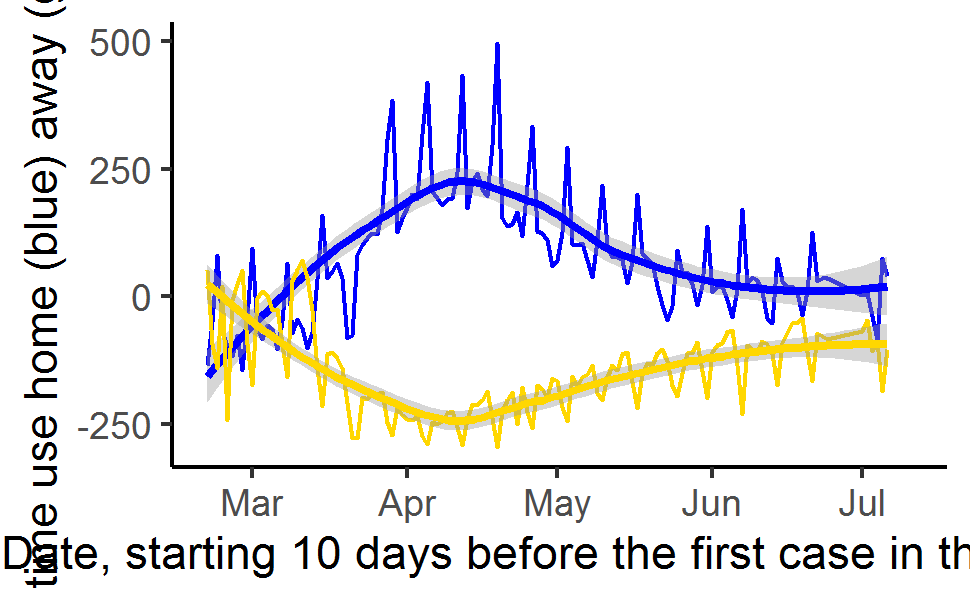 time use home (blue) away (g
500
250
0
-250
Mar Apr May Jun Jul
Date, starting 10 days before the first case in th